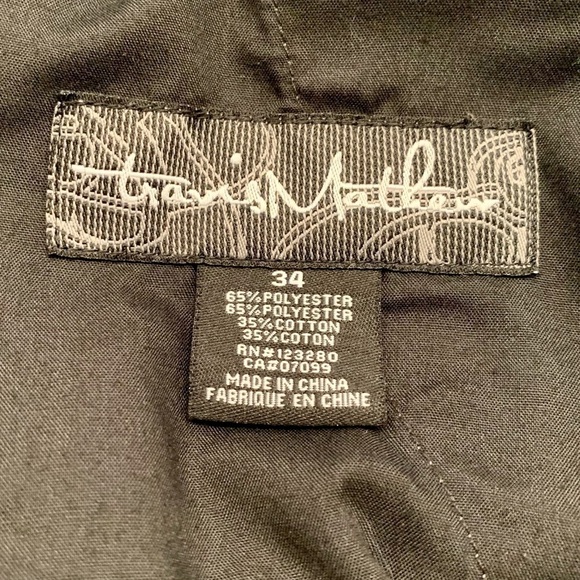 travisMathew
34
65%POLYESTER
65%POLYESTER
35%COTTON
35%COTON
RN#123280
CA#07099
MADE IN CHINA
FABRIQUE EN CHINE